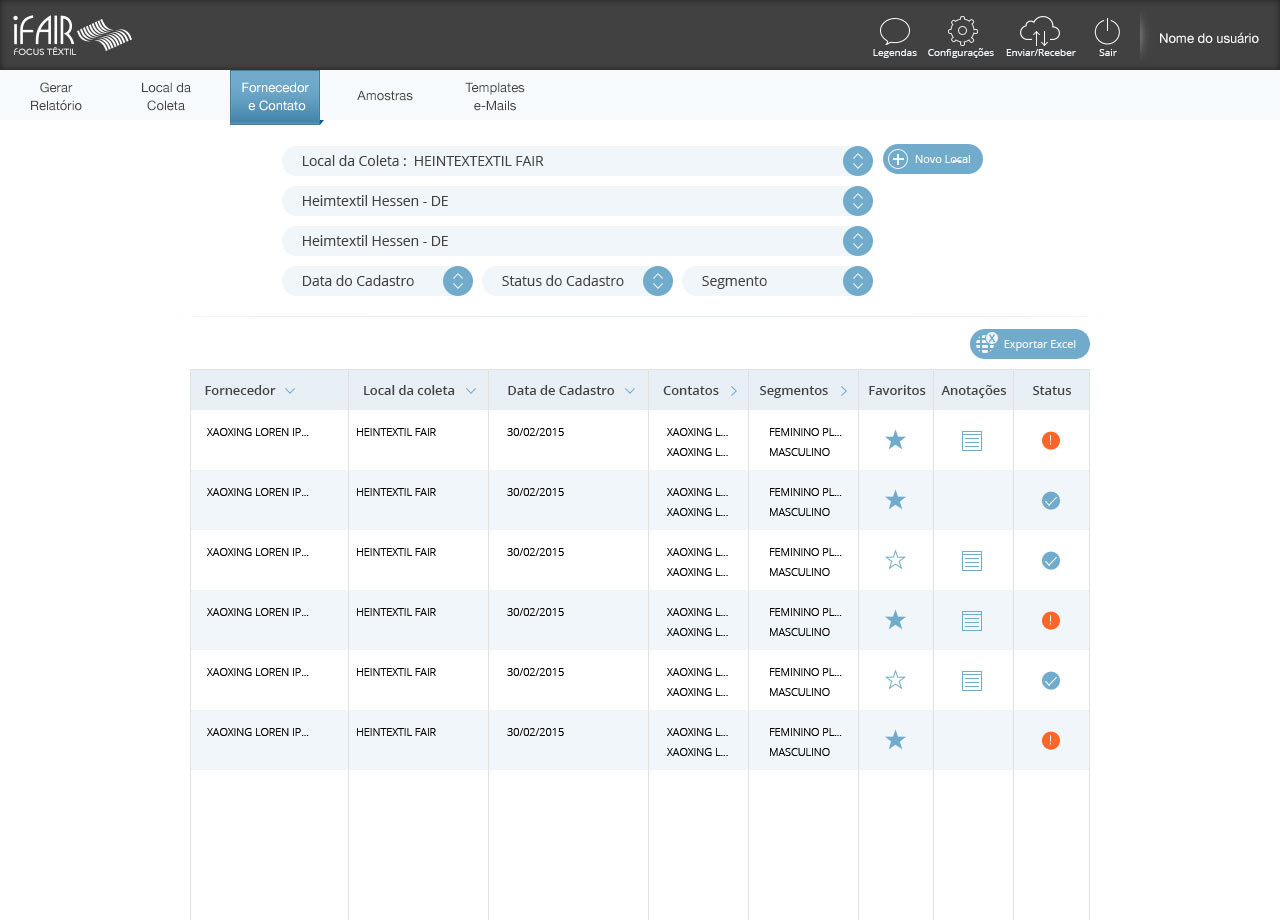 iFAIR
FOCUS TÊXTIL
Legendas
Configurações
Enviar/Receber
Sair
Nome do usuário
Gerar
Relatório
Local da
Coleta
Fornecedor
e Contato
Amostras
Templates
e-Mails
Local da Coleta : HEINTEXTEXTIL FAIR
Novo Local
Heimtextil Hessen - DE
Heimtextil Hessen - DE
Data do Cadastro
Status do Cadastro
Segmento
Exportar Excel
Fornecedor Local da coleta Data de Cadastro Contatos Segmentos Favoritos Anotações Status
XAOXING LOREN IP... HEINTEXTIL FAIR 30/02/2015 XAOXING L... FEMININO PL...
XAOXING L... MASCULINO
XAOXING LOREN IP... HEINTEXTIL FAIR 30/02/2015 XAOXING L... FEMININO PL...
XAOXING L... MASCULINO
XAOXING LOREN IP... HEINTEXTIL FAIR 30/02/2015 XAOXING L... FEMININO PL...
XAOXING L... MASCULINO
XAOXING LOREN IP... HEINTEXTIL FAIR 30/02/2015 XAOXING L... FEMININO PL...
XAOXING L... MASCULINO
XAOXING LOREN IP... HEINTEXTIL FAIR 30/02/2015 XAOXING L... FEMININO PL...
XAOXING L... MASCULINO
XAOXING LOREN IP... HEINTEXTIL FAIR 30/02/2015 XAOXING L... FEMININO PL...
XAOXING L... MASCULINO